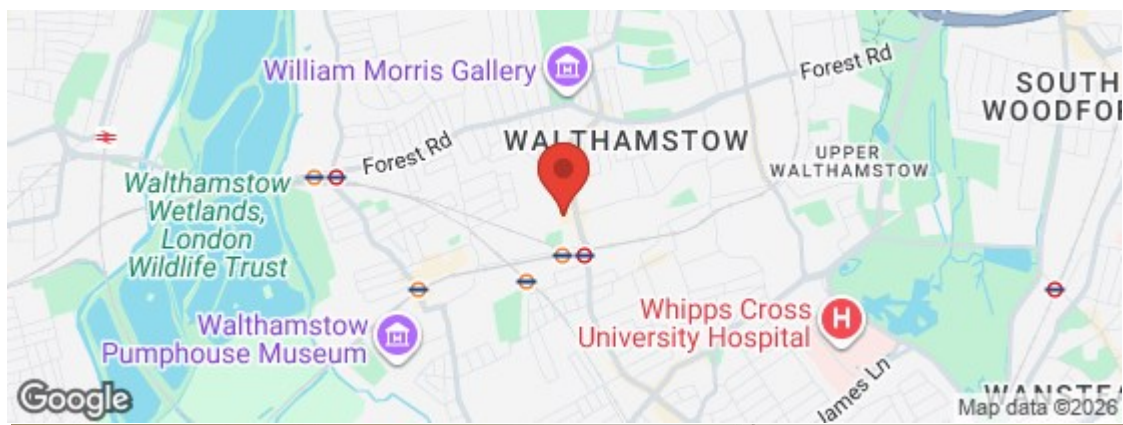 William Morris Gallery
Forest Rd
SOUTH
WOODFOR
WALTHAMSTOW
Forest Rd
UPPER
WALTHAMSTOW
Walthamstow
Wetlands,
London
Wildlife Trust
Whipps Cross
University Hospital
H
Walthamstow
Pumphouse Museum
James Ln
WANSTEA
Google
Map data ©2026